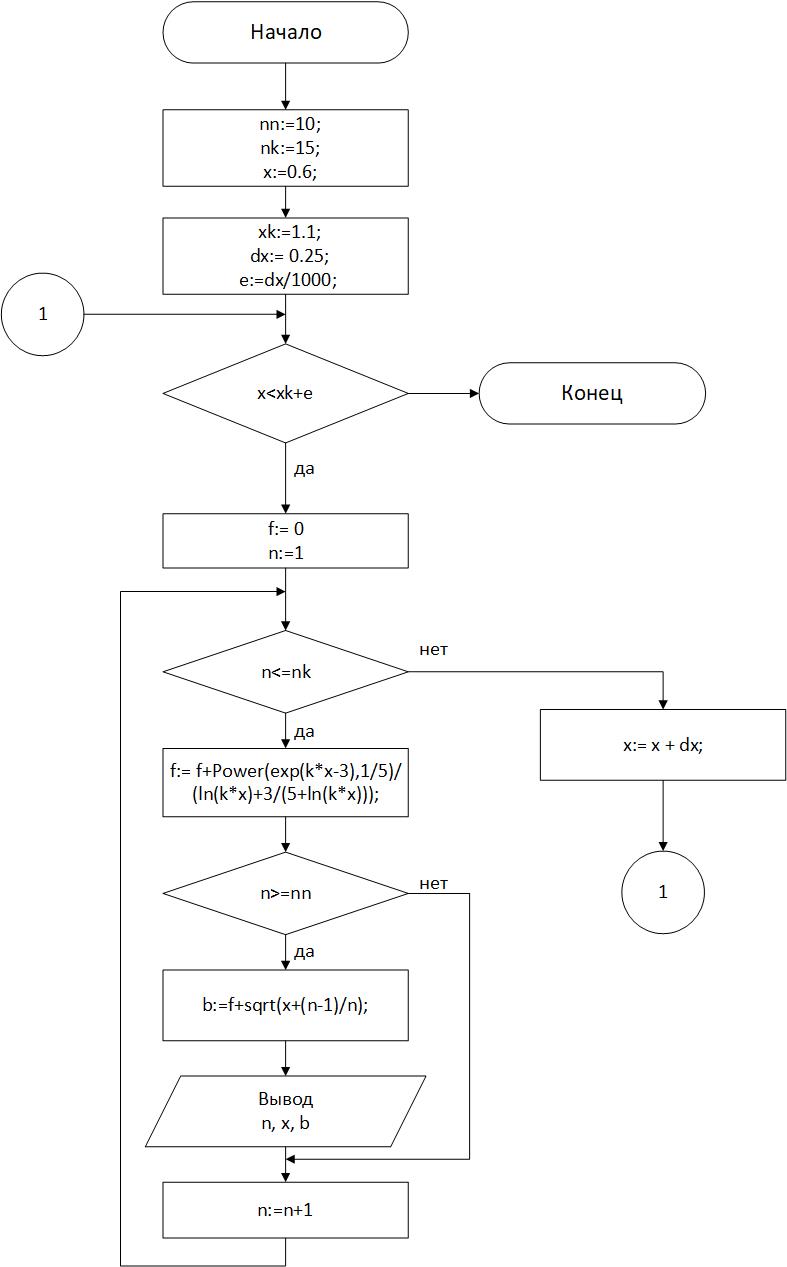 Начало
nn:=10;
nk:=15;
x:=0.6;
xk:=1.1;
dx:= 0.25;
e:=dx/1000;
1
x<xk+e
Конец
да
f:= 0
n:=1
n<=nk
нет
да
x:= x + dx;
f:= f+Power(exp(k*x-3),1/5)/
(ln(k*x)+3/(5+ln(k*x)));
n>=nn
нет
1
да
b:=f+sqrt(x+(n-1)/n);
Вывод
n, x, b
n:=n+1